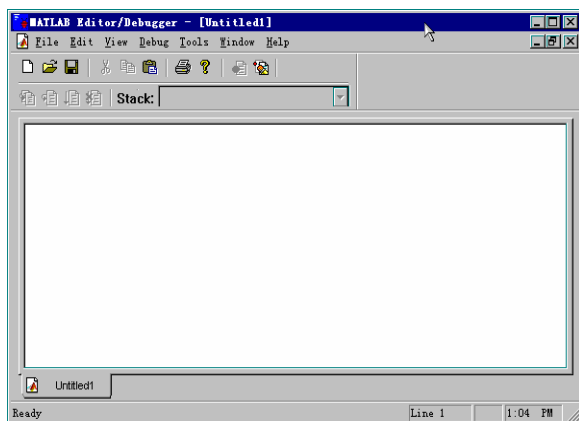 MATLAB Editor/Debugger - [Untitled1]
File Edit View Debug Tools Window Help
Stack:
Untitled1
Ready Line 1 1:04 PM